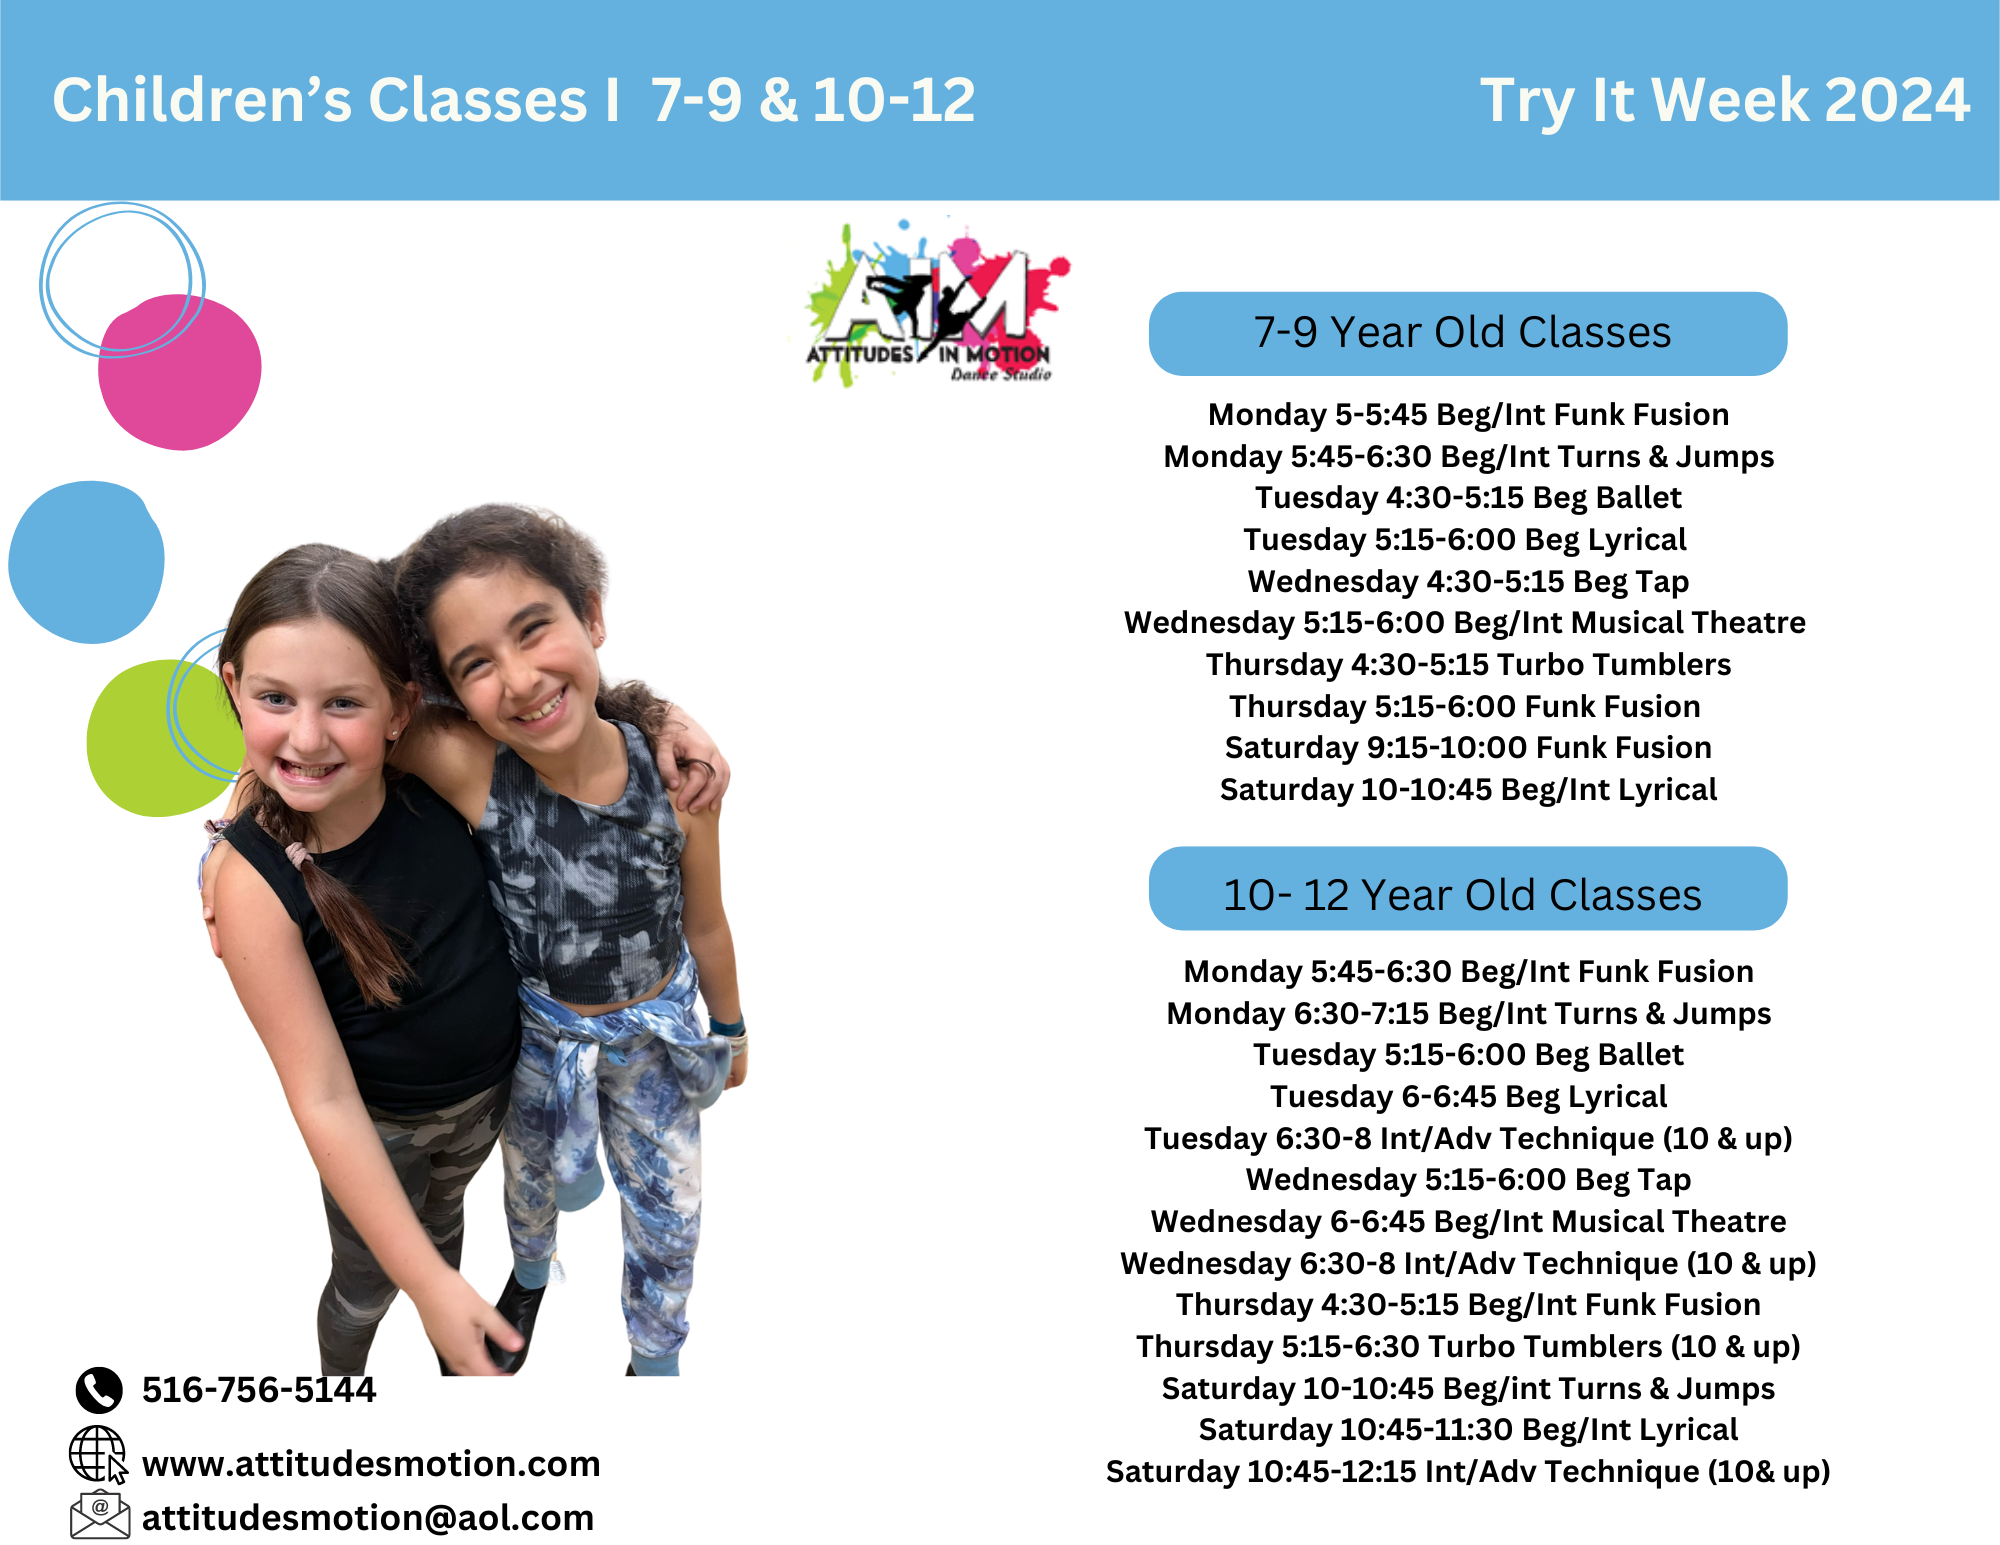 Children’s Classes I 7-9 & 10-12
Try It Week 2024
AiM
ATTITUDES IN MOTION
Dance Studio
7-9 Year Old Classes
Monday 5-5:45 Beg/Int Funk Fusion
Monday 5:45-6:30 Beg/Int Turns & Jumps
Tuesday 4:30-5:15 Beg Ballet
Tuesday 5:15-6:00 Beg Lyrical
Wednesday 4:30-5:15 Beg Tap
Wednesday 5:15-6:00 Beg/Int Musical Theatre
Thursday 4:30-5:15 Turbo Tumblers
Thursday 5:15-6:00 Funk Fusion
Saturday 9:15-10:00 Funk Fusion
Saturday 10-10:45 Beg/Int Lyrical
10- 12 Year Old Classes
Monday 5:45-6:30 Beg/Int Funk Fusion
Monday 6:30-7:15 Beg/Int Turns & Jumps
Tuesday 5:15-6:00 Beg Ballet
Tuesday 6-6:45 Beg Lyrical
Tuesday 6:30-8 Int/Adv Technique (10 & up)
Wednesday 5:15-6:00 Beg Tap
Wednesday 6-6:45 Beg/Int Musical Theatre
Wednesday 6:30-8 Int/Adv Technique (10 & up)
Thursday 4:30-5:15 Beg/Int Funk Fusion
Thursday 5:15-6:30 Turbo Tumblers (10 & up)
Saturday 10-10:45 Beg/int Turns & Jumps
Saturday 10:45-11:30 Beg/Int Lyrical
Saturday 10:45-12:15 Int/Adv Technique (10& up)
516-756-5144
www.attitudesmotion.com
@
attitudesmotion@aol.com